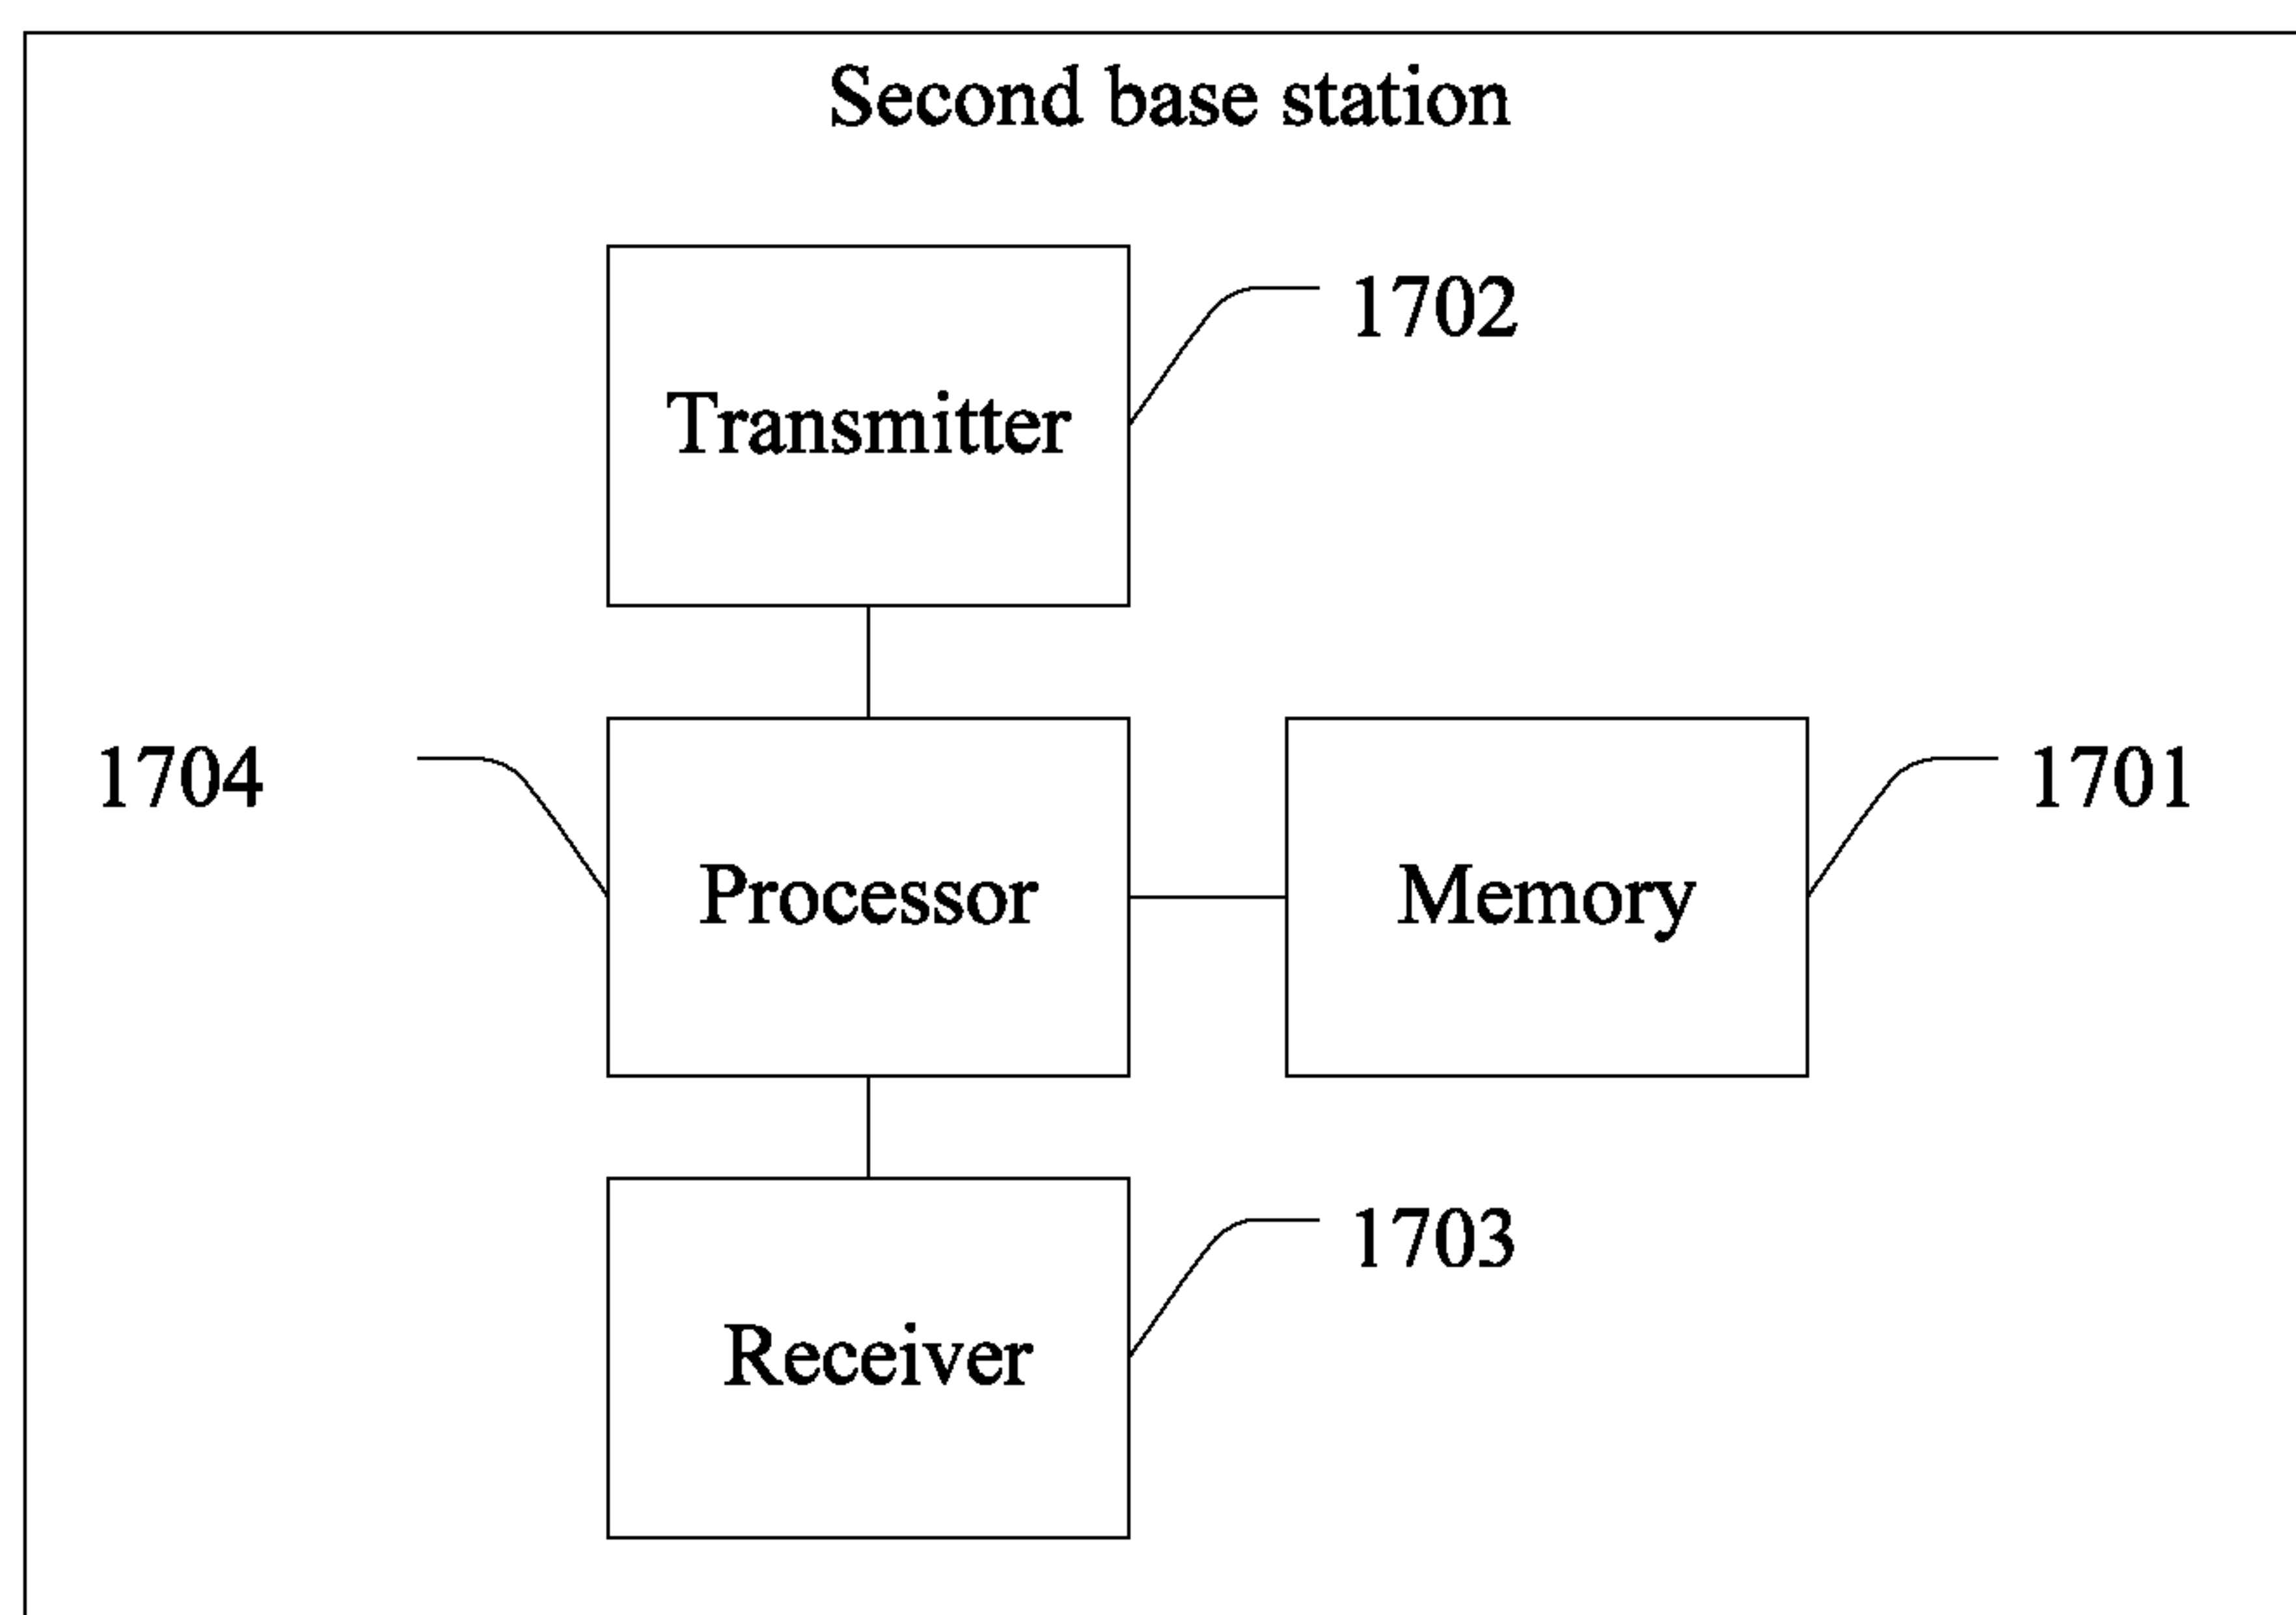 Second base station
1702
Transmitter
1704
1701
Processor
Memory
1703
Receiver